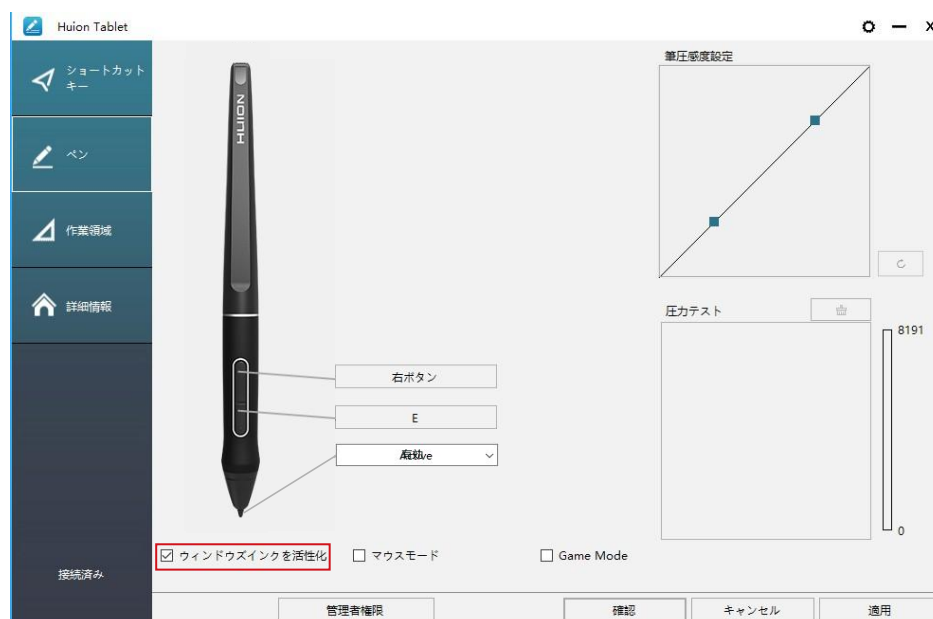 Huion Tablet
ショートカット
キー
ペン
作業領域
詳細情報
接続済み
HUION
右ボタン
E
筆圧感度設定
圧力テスト
8191
0
ウィンドウズインクを活性化
マウスモード
Game Mode
管理者権限
確認
キャンセル
適用